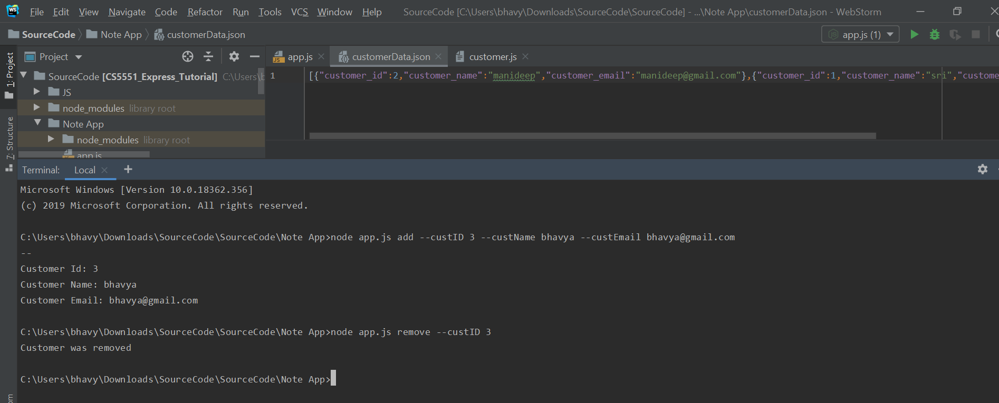 WS File Edit View Navigate Code Refactor Run Tools VCS Window Help SourceCode [C:\Users\bhavy\Downloads\SourceCode\SourceCode] - ...\Note App\customerData.json - WebStorm
SourceCode Note App customerData.json app.js (1)
1: Project
7: Structure
Project
app.js customerData.json customer.js
SourceCode [CS5551_Express_Tutorial] C:\Users\b
JS
node_modules library root
Note App
node_modules library root
app.js
1 [{"customer_id":2,"customer_name":"manideep","customer_email":"manideep@gmail.com"},{"customer_id":1,"customer_name":"sri","custome
Terminal: Local +
Microsoft Windows [Version 10.0.18362.356]
(c) 2019 Microsoft Corporation. All rights reserved.
C:\Users\bhavy\Downloads\SourceCode\SourceCode\Note App>node app.js add --custID 3 --custName bhavya --custEmail bhavya@gmail.com
--
Customer Id: 3
Customer Name: bhavya
Customer Email: bhavya@gmail.com
C:\Users\bhavy\Downloads\SourceCode\SourceCode\Note App>node app.js remove --custID 3
Customer was removed
C:\Users\bhavy\Downloads\SourceCode\SourceCode\Note App>